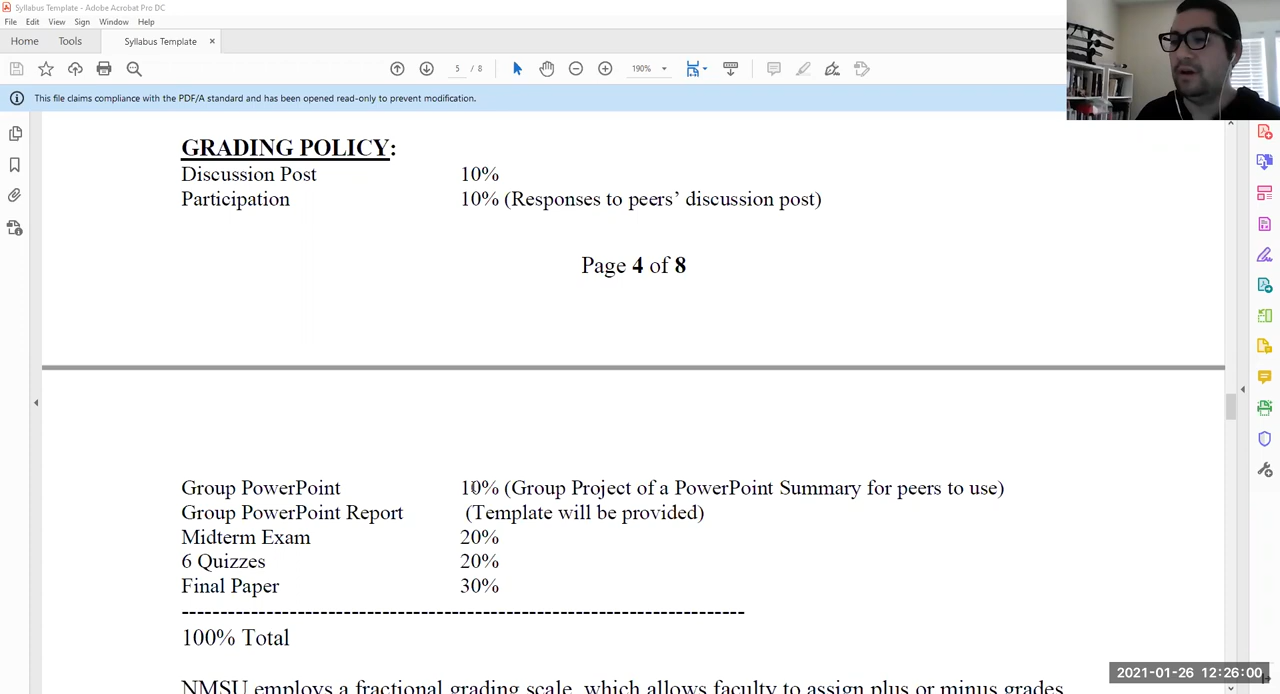 Syllabus Template - Adobe Acrobat Pro DC
File Edit View Sign Window Help
Home Tools Syllabus Template ×
5 / 8 190%
This file claims compliance with the PDF/A standard and has been opened read-only to prevent modification.
GRADING POLICY:
Discussion Post 10%
Participation 10% (Responses to peers’ discussion post)
Page 4 of 8
Group PowerPoint 10% (Group Project of a PowerPoint Summary for peers to use)
Group PowerPoint Report (Template will be provided)
Midterm Exam 20%
6 Quizzes 20%
Final Paper 30%
--------------------------------------------------------------------------
100% Total
NMSU employs a fractional grading scale, which allows faculty to assign plus or minus grades
2021-01-26 12:26:00